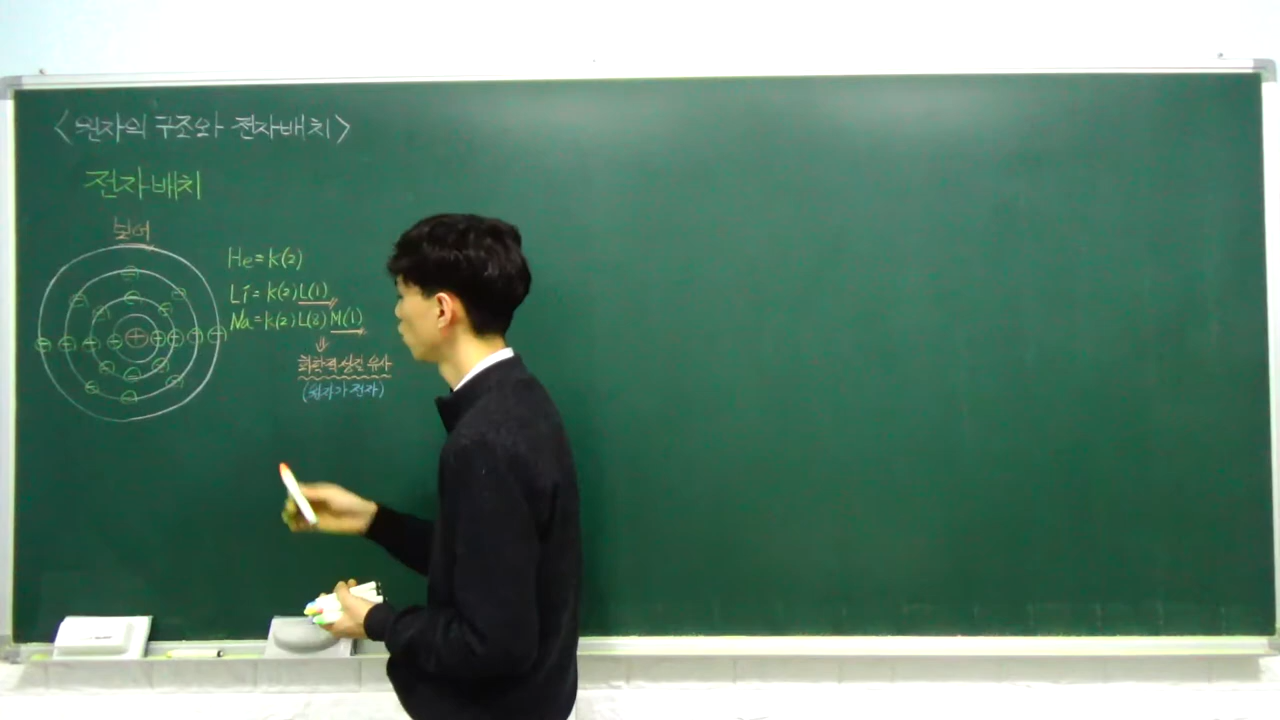 <원자의 구조와 전자배치>
전자배치
보어
He = K(2)
Li = K(2) L(1)
Na = K(2) L(8) M(1)
⇓
화학적 성질 유사
(원자가 전자)